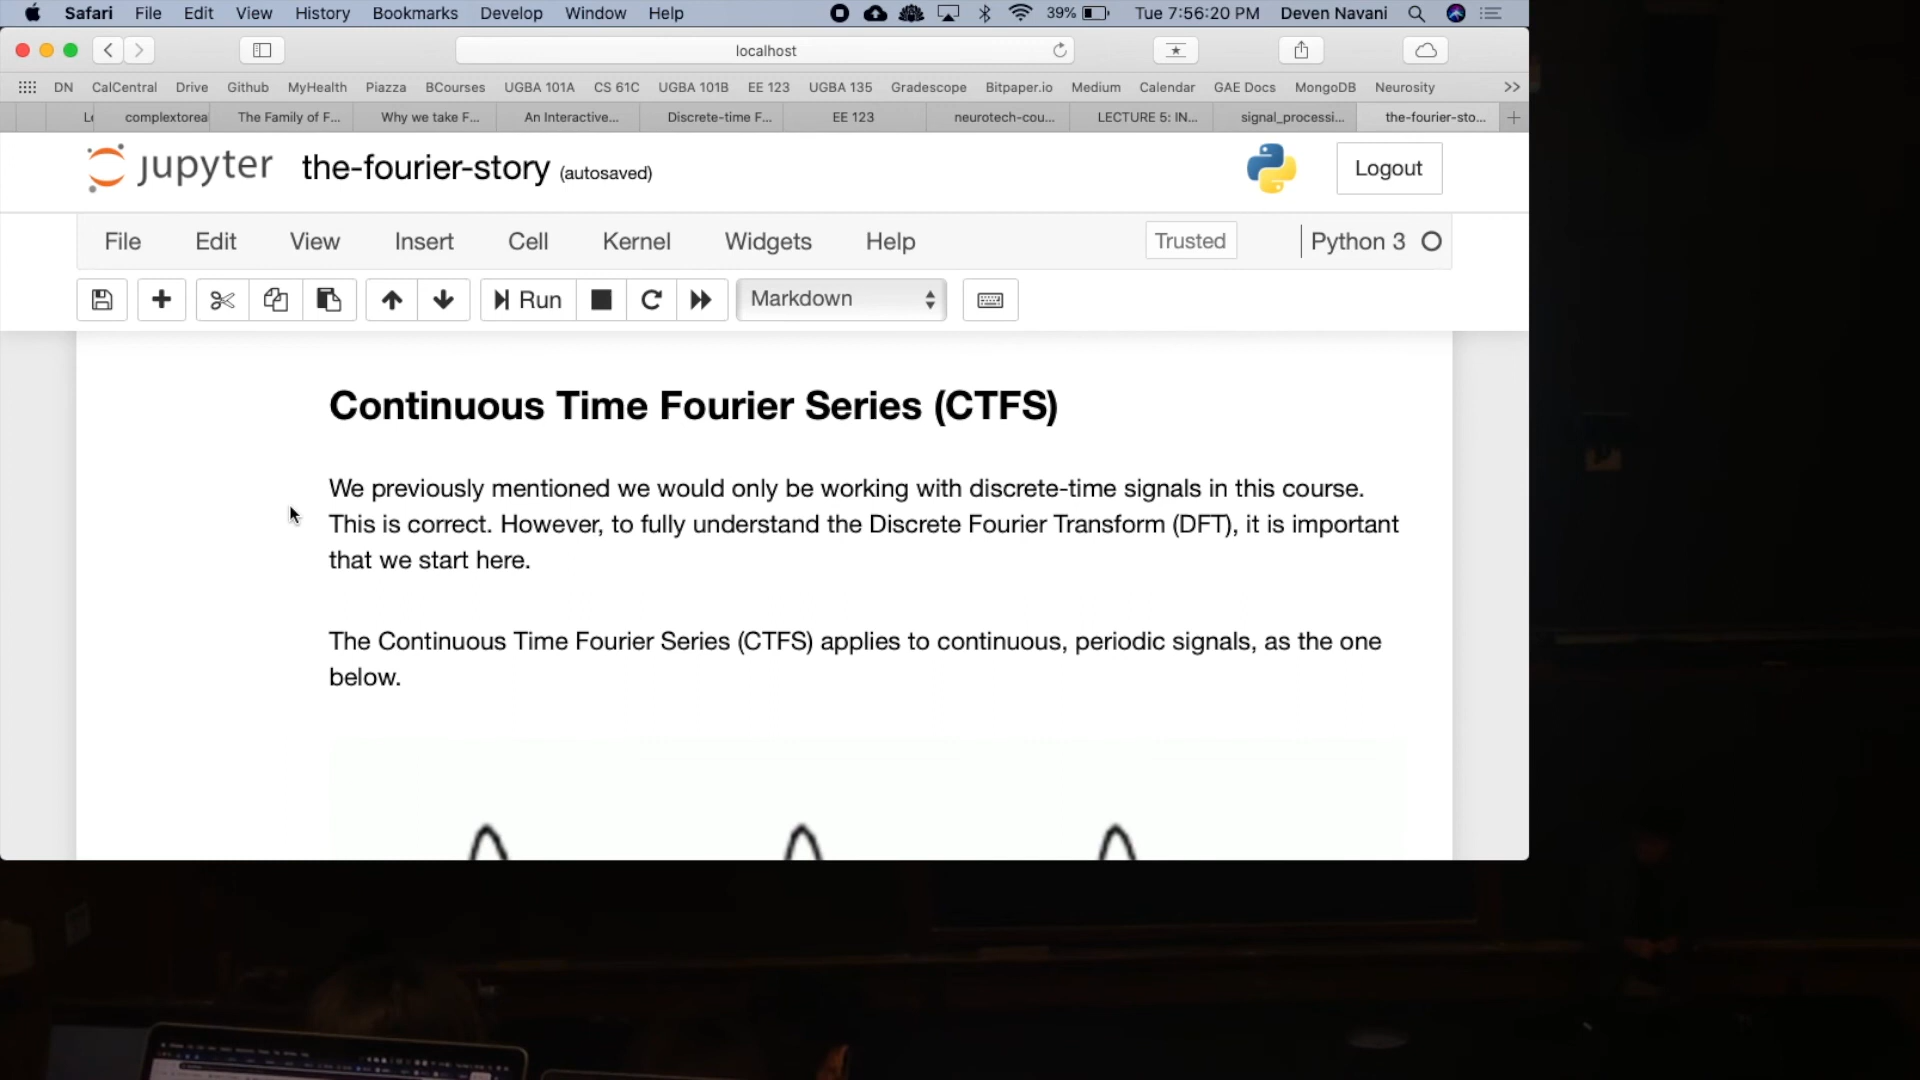 Safari File Edit View History Bookmarks Develop Window Help 39% Tue 7:56:20 PM Deven Navani
localhost
DN CalCentral Drive Github MyHealth Piazza BCourses UGBA 101A CS 61C UGBA 101B EE 123 UGBA 135 Gradescope Bitpaper.io Medium Calendar GAE Docs MongoDB Neurosity >>
complextorea The Family of F... Why we take F... An Interactive... Discrete-time F... EE 123 neurotech-cou... LECTURE 5: IN... signal_processi... the-fourier-sto... +
jupyter the-fourier-story (autosaved) Logout
File Edit View Insert Cell Kernel Widgets Help Trusted Python 3
Run Markdown
Continuous Time Fourier Series (CTFS)
We previously mentioned we would only be working with discrete-time signals in this course.
This is correct. However, to fully understand the Discrete Fourier Transform (DFT), it is important
that we start here.
The Continuous Time Fourier Series (CTFS) applies to continuous, periodic signals, as the one
below.